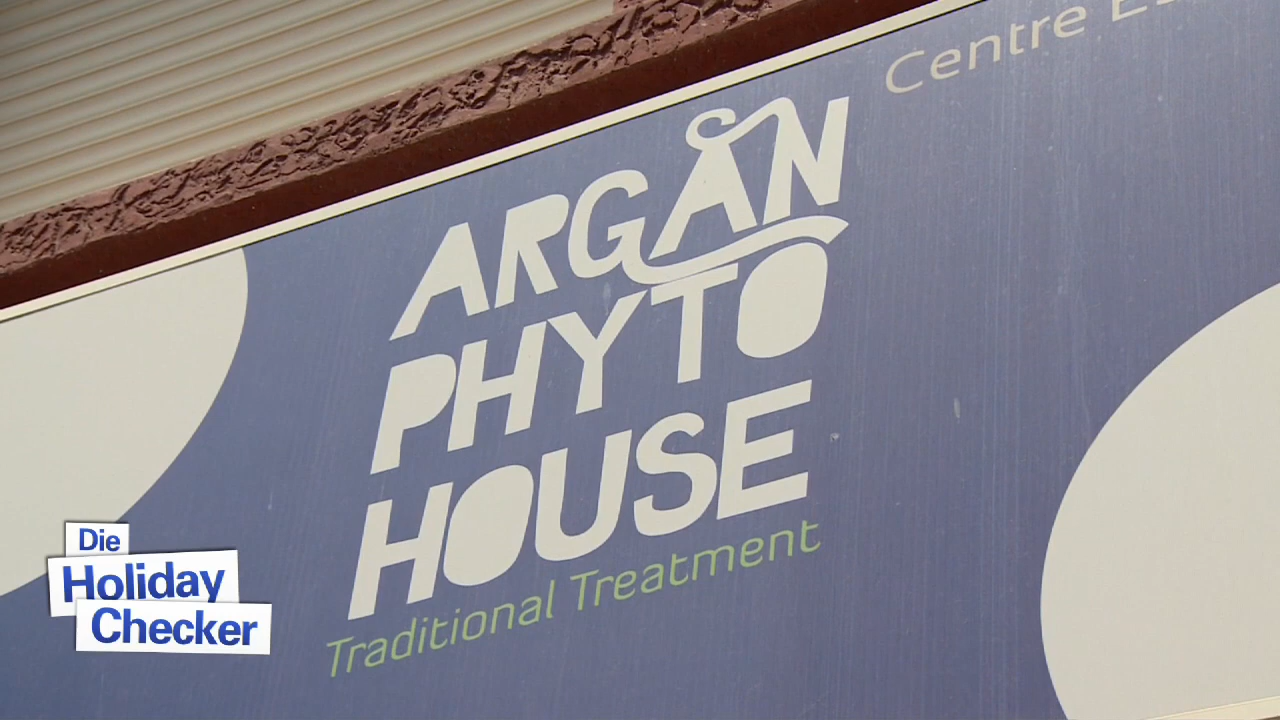 Centre
ARGAN
PHYTO
HOUSE
Traditional Treatment
Die
Holiday
Checker